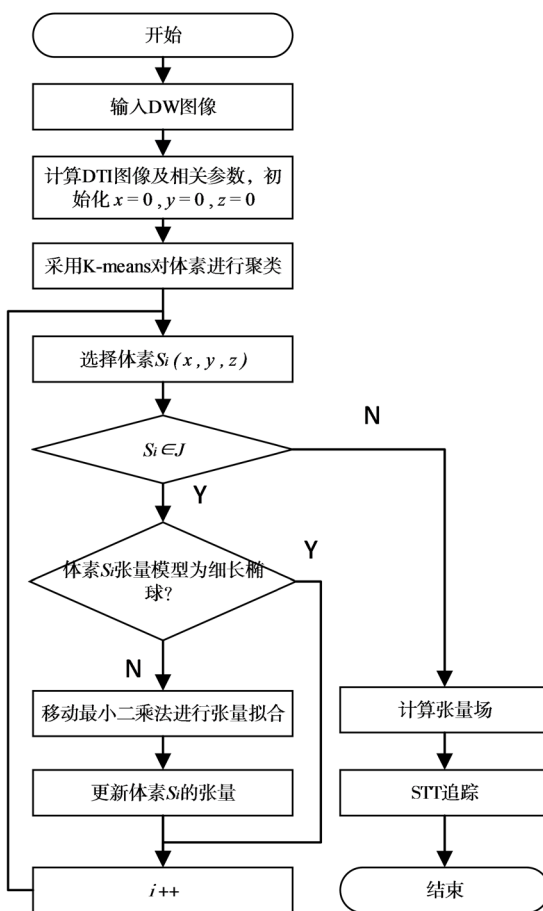 开始
输入DW图像
计算DTI图像及相关参数，初
始化 x = 0 , y = 0 , z = 0
采用K-means对体素进行聚类
选择体素Si ( x , y , z )
Si∈J
N
Y
体素Si张量模型为细长椭
球?
Y
N
移动最小二乘法进行张量拟合
计算张量场
更新体素Si的张量
STT追踪
i ++
结束